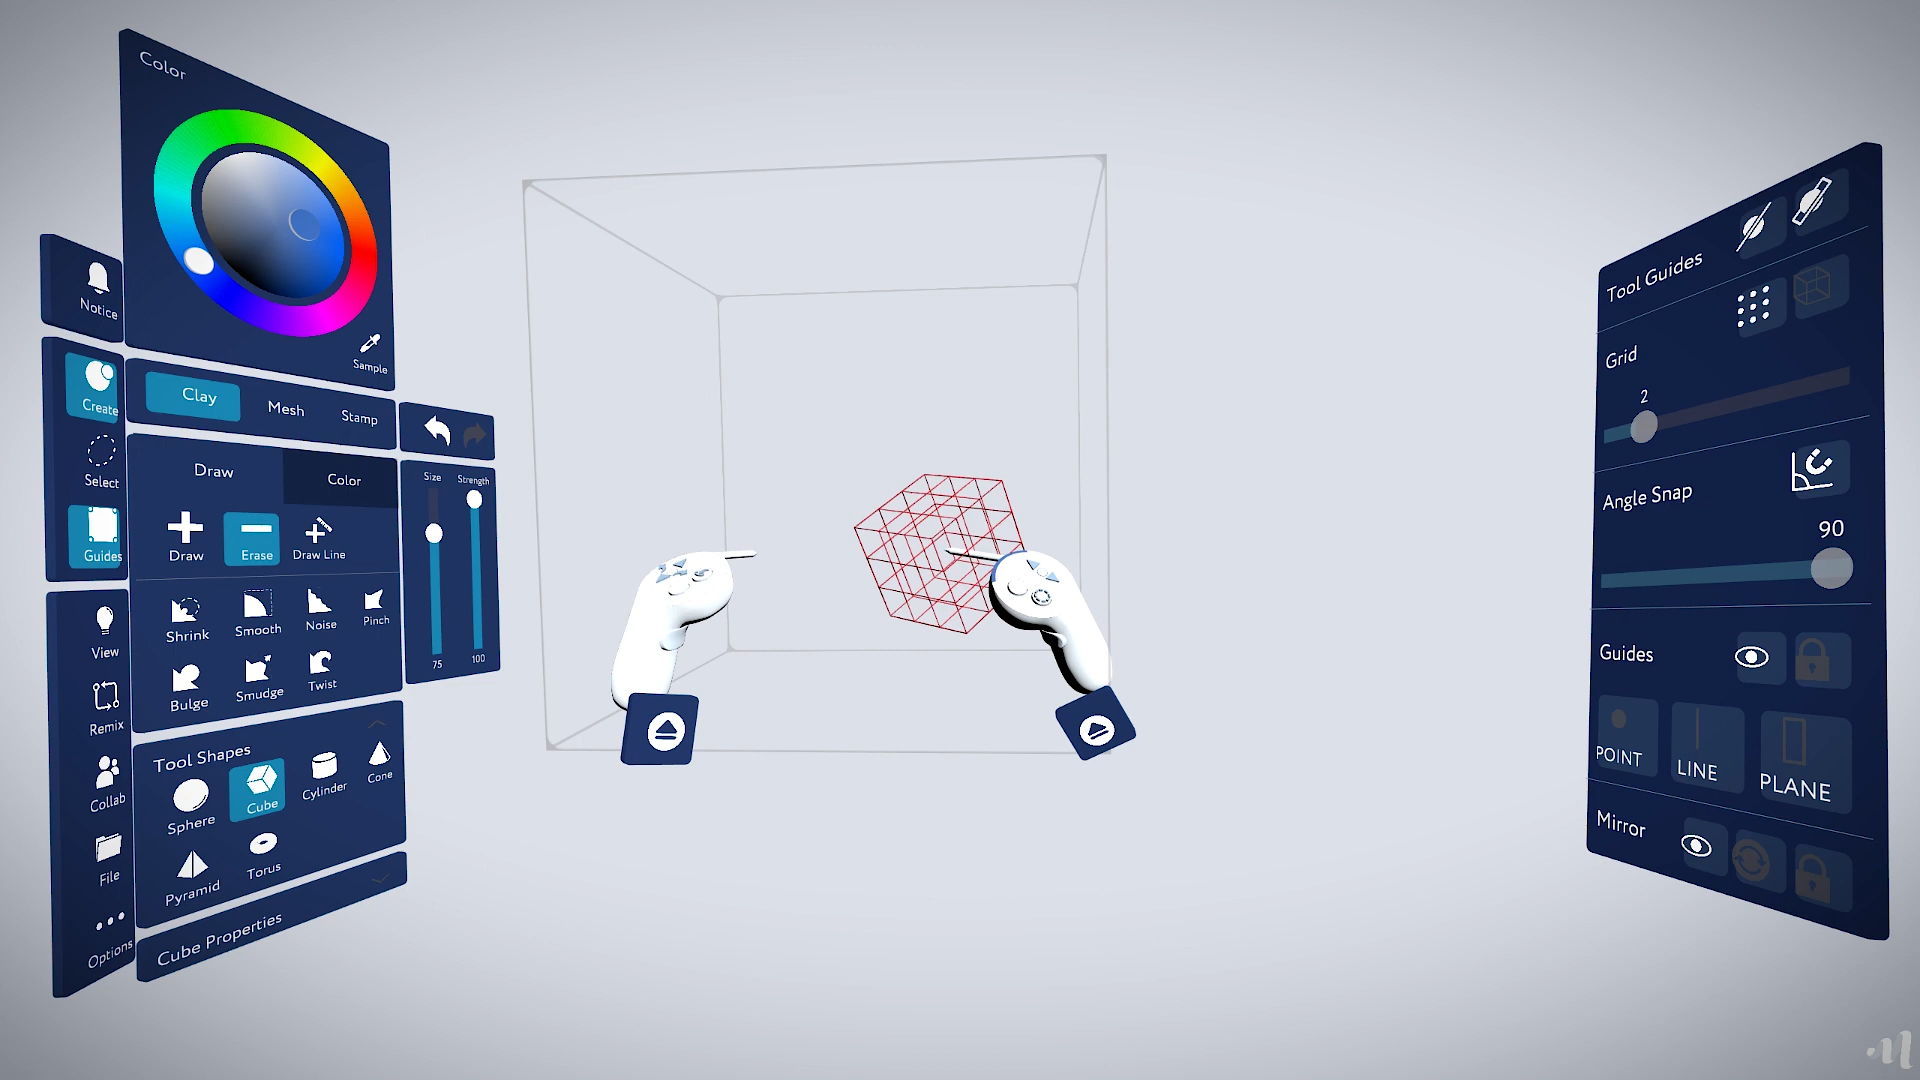 Color
Sample
Notice
Create
Select
Guides
View
Remix
Collab
File
Options
Clay
Mesh
Stamp
Draw
Color
Draw
Erase
Draw Line
Shrink
Smooth
Noise
Pinch
Bulge
Smudge
Twist
Size
Strength
75
100
Tool Shapes
Sphere
Cube
Cylinder
Cone
Pyramid
Torus
Cube Properties
Tool Guides
Grid
2
Angle Snap
90
Guides
POINT
LINE
PLANE
Mirror